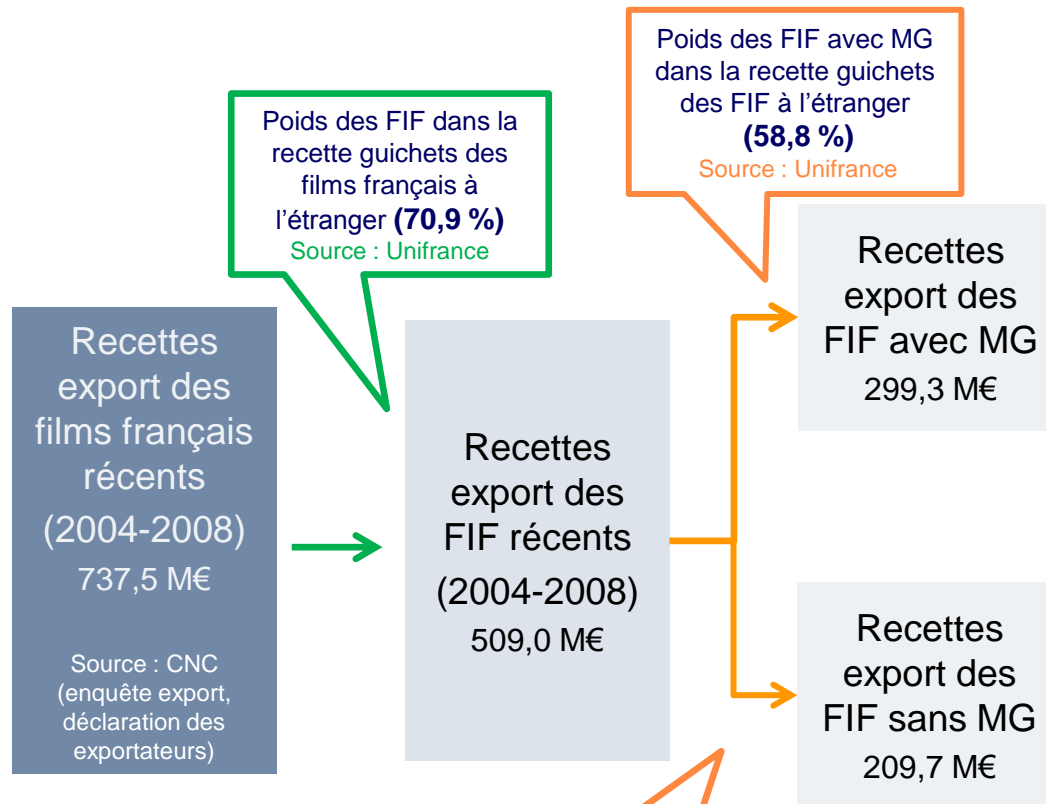 Poids des FIF avec MG
dans la recette guichets
des FIF à l’étranger
(58,8 %)
Source : Unifrance
Poids des FIF dans la
recette guichets des
films français à
l’étranger (70,9 %)
Source : Unifrance
Recettes
export des
films français
récents
(2004-2008)
737,5 M€
Source : CNC
(enquête export,
déclaration des
exportateurs)
Recettes
export des
FIF récents
(2004-2008)
509,0 M€
Recettes
export des
FIF avec MG
299,3 M€
Recettes
export des
FIF sans MG
209,7 M€